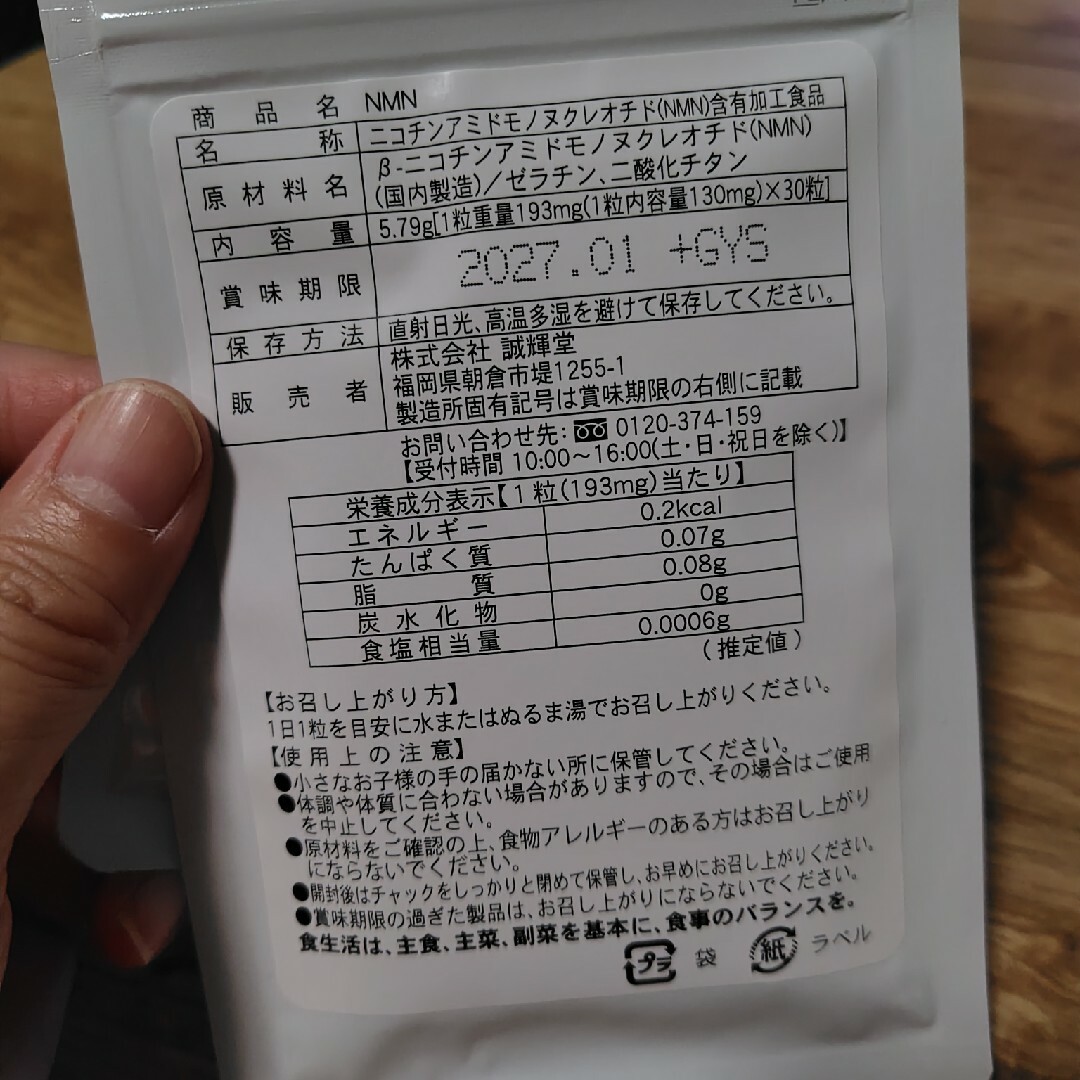 商品名 NMN
名称 ニコチンアミドモノヌクレオチド(NMN)含有加工食品
原材料名 β-ニコチンアミドモノヌクレオチド(NMN)
(国内製造)/ゼラチン、二酸化チタン
内容量 5.79g[1粒重量193mg(1粒内容量130mg)×30粒]
賞味期限 2027.01 +GYS
保存方法 直射日光、高温多湿を避けて保存してください。
販売者 株式会社 誠輝堂
福岡県朝倉市堤1255-1
製造所固有記号は賞味期限の右側に記載
お問い合わせ先: 0120-374-159
【受付時間 10:00～16:00(土・日・祝日を除く)】
栄養成分表示【1粒(193mg)当たり】
エネルギー 0.2kcal
たんぱく質 0.07g
脂質 0.08g
炭水化物 0g
食塩相当量 0.0006g
(推定値)
【お召し上がり方】
1日1粒を目安に水またはぬるま湯でお召し上がりください。
【使用上の注意】
●小さなお子様の手の届かない所に保管してください。
●体調や体質に合わない場合がありますので、その場合はご使用
を中止してください。
●原材料をご確認の上、食物アレルギーのある方はお召し上がり
にならないでください。
●開封後はチャックをしっかりと閉めて保管し、お早めにお召し上がりください。
●賞味期限の過ぎた製品は、お召し上がりにならないでください。
食生活は、主食、主菜、副菜を基本に、食事のバランスを。
プラ 袋 紙 ラベル